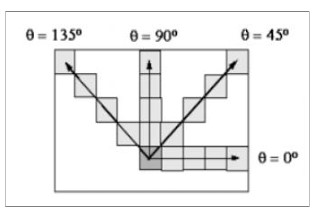 θ = 135º θ = 90º θ = 45º
θ = 0º